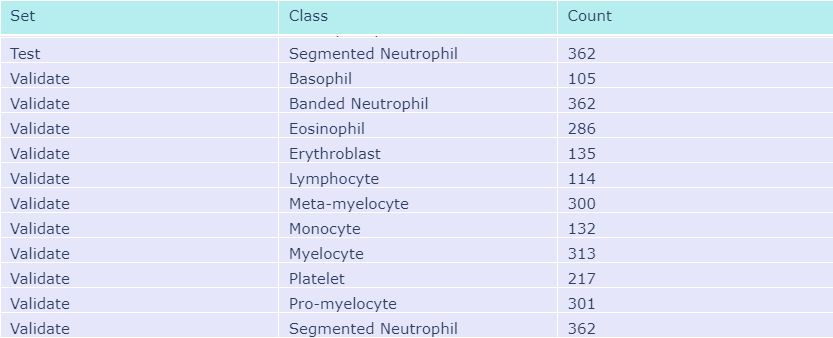 Set Class Count
Test Segmented Neutrophil 362
Validate Basophil 105
Validate Banded Neutrophil 362
Validate Eosinophil 286
Validate Erythroblast 135
Validate Lymphocyte 114
Validate Meta-myelocyte 300
Validate Monocyte 132
Validate Myelocyte 313
Validate Platelet 217
Validate Pro-myelocyte 301
Validate Segmented Neutrophil 362